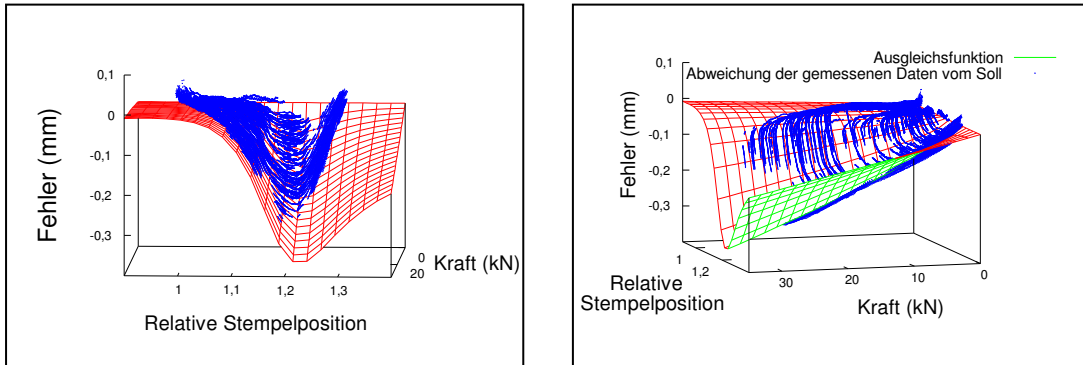 0,1
0
-0,1
-0,2
-0,3
Fehler (mm)
1
1,1
1,2
1,3
Relative Stempelposition
0
20
Kraft (kN)
Ausgleichsfunktion
Abweichung der gemessenen Daten vom Soll
0,1
0
-0,1
-0,2
-0,3
Fehler (mm)
1
1,2
Relative
Stempelposition
30
20
10
0
Kraft (kN)